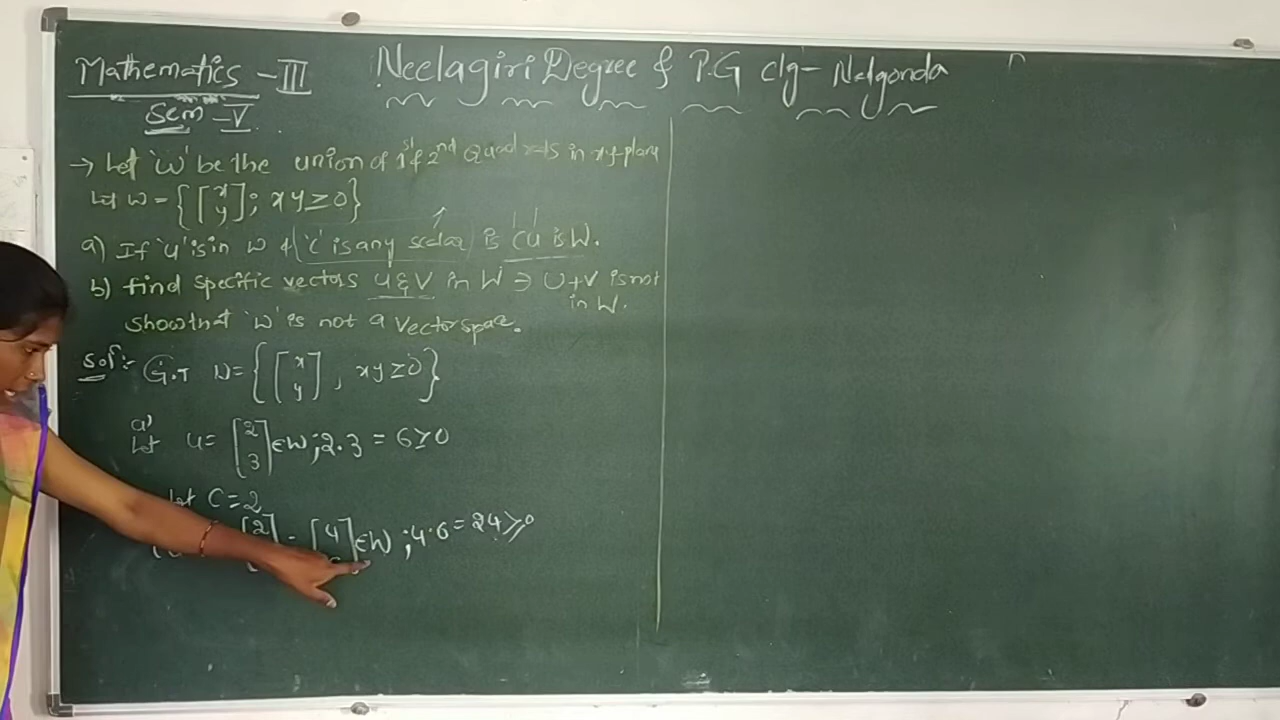 Mathematics - III
Neelagiri Degree & P.G clg - Nalgonda
Sem - V
→ Let 'W' be the union of 1st & 2nd Quadrats in xy plane
Let W = {[x y]; xy ≥ 0}
a) If 'u' is in W & 'c' is any scalar is cu is W.
b) find specific vectors u & v in W ∋ u + v is not
in W.
show that 'W' is not a vector space.
Sol:- G.T W = {[x y], xy ≥ 0}
a)
Let u = [2 3] ∈ W; 2.3 = 6 ≥ 0
let C = 2
[2 = [4 ] ∈ W ; 4.6 = 24 ≥ 0